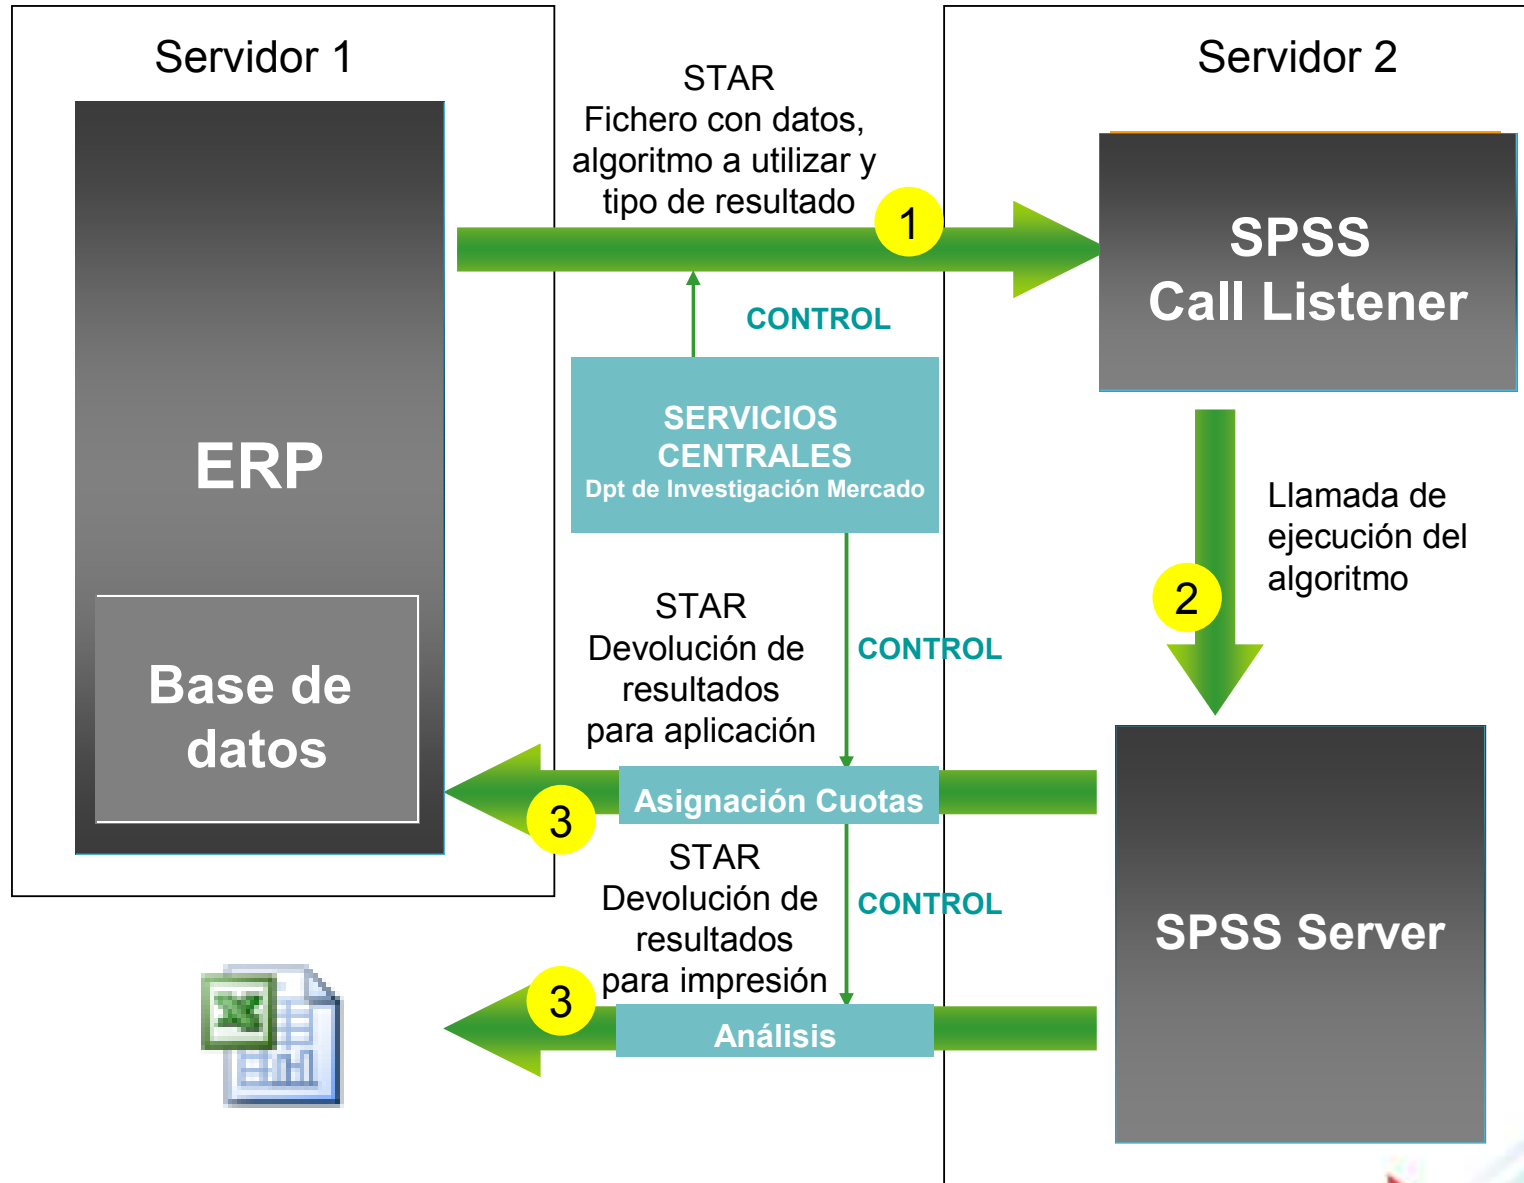 Servidor 1
Servidor 2
STAR
Fichero con datos,
algoritmo a utilizar y
tipo de resultado
1
SPSS
Call Listener
CONTROL
SERVICIOS
CENTRALES
Dpt de Investigación Mercado
ERP
Llamada de
ejecución del
algoritmo
2
STAR
Devolución de
resultados
para aplicación
CONTROL
Base de
datos
Asignación Cuotas
3
STAR
Devolución de
resultados
para impresión
CONTROL
SPSS Server
3
Análisis